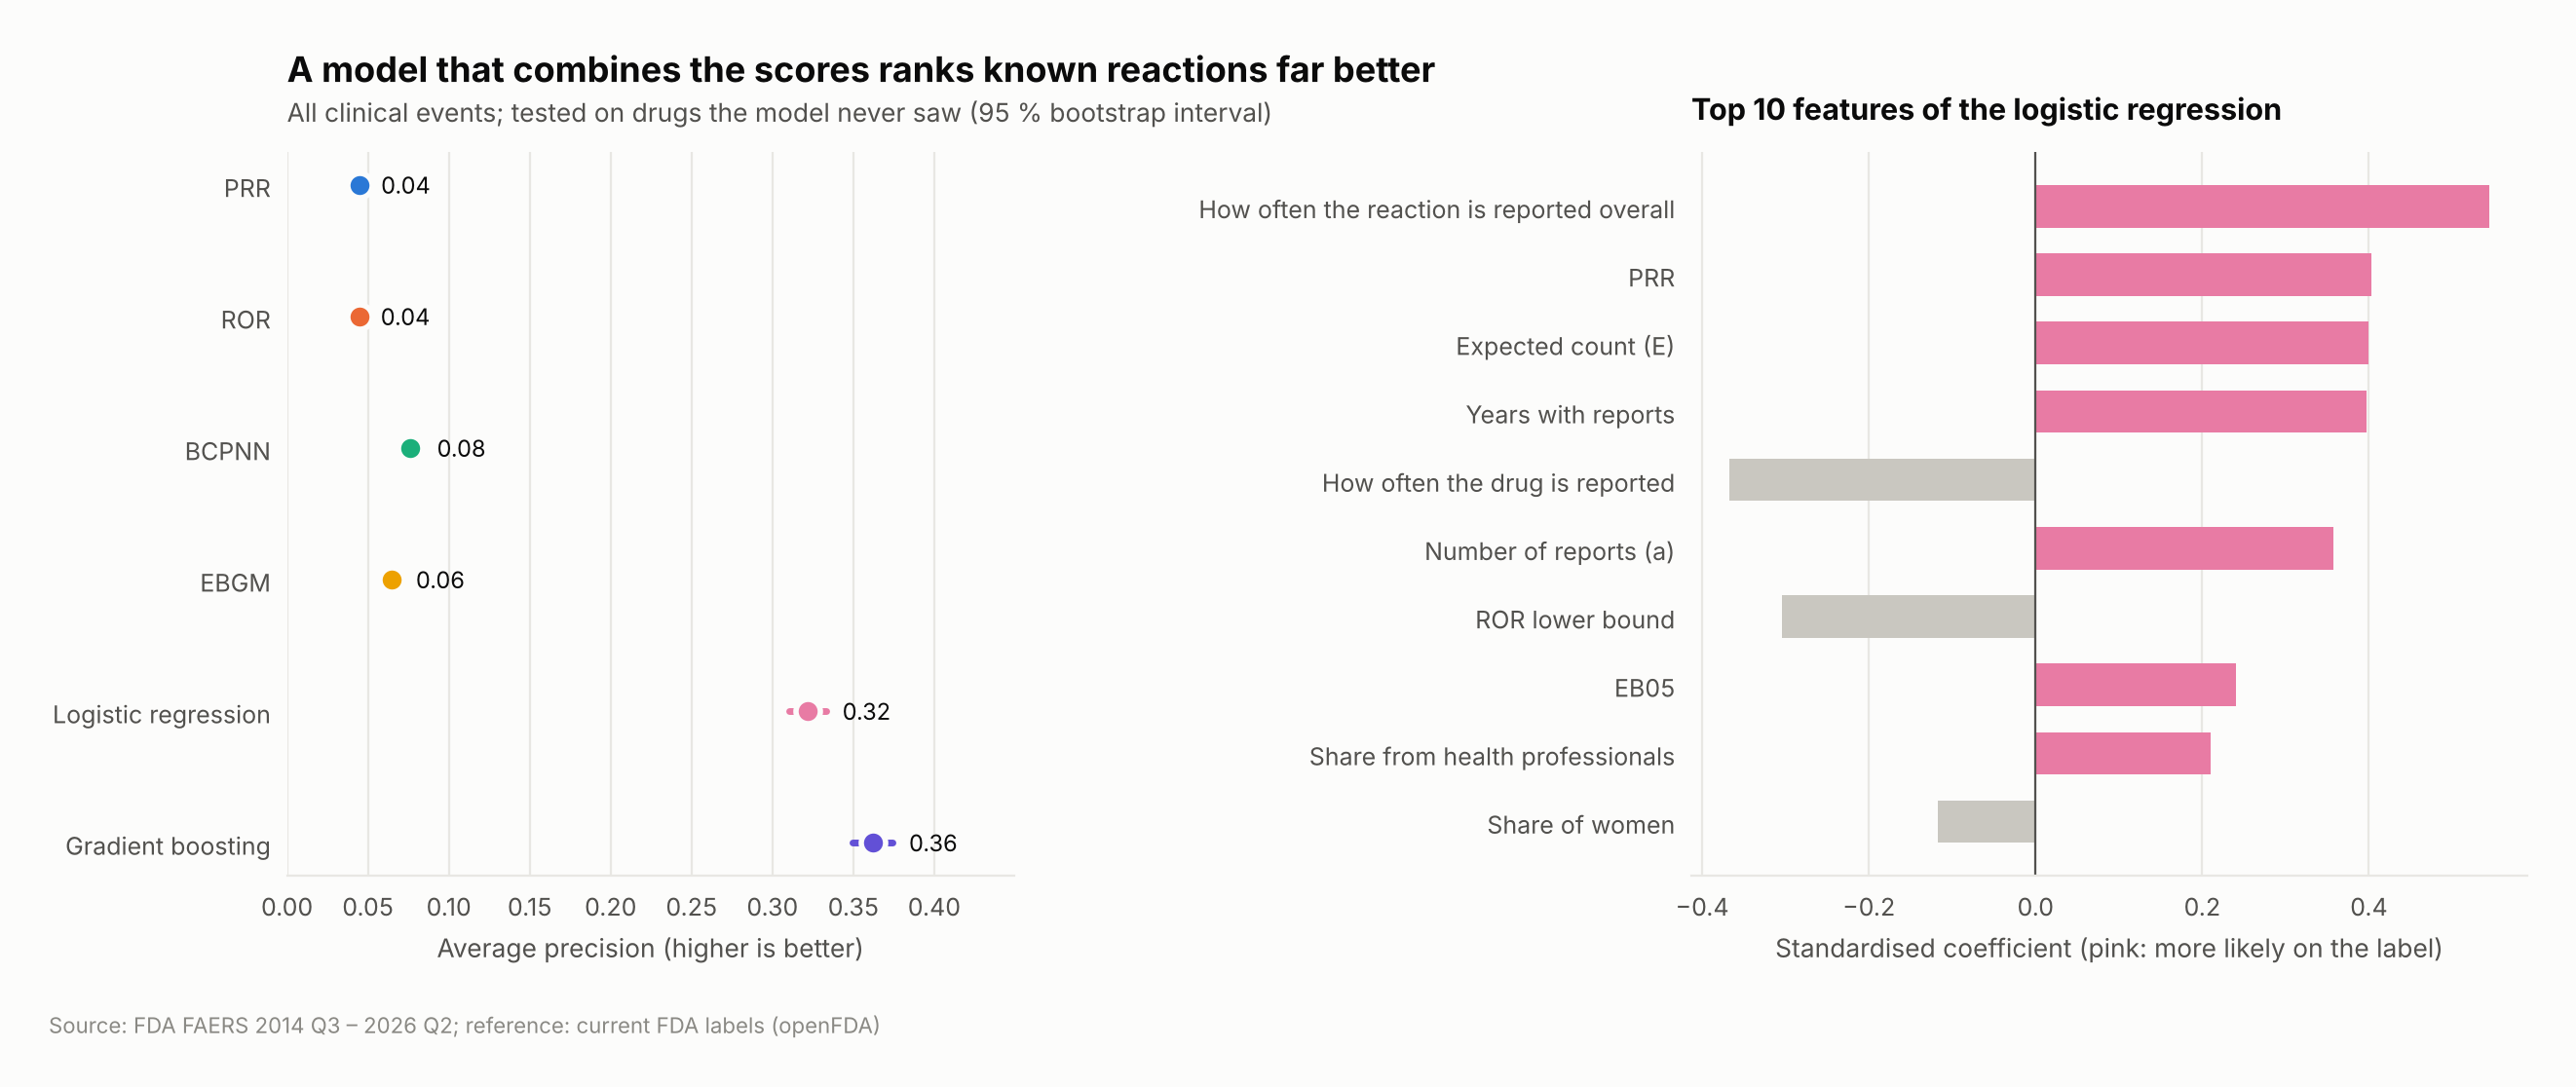 A model that combines the scores ranks known reactions far better
All clinical events; tested on drugs the model never saw (95 % bootstrap interval)
PRR
0.04
ROR
0.04
BCPNN
0.08
EBGM
0.06
Logistic regression
0.32
Gradient boosting
0.36
0.00 0.05 0.10 0.15 0.20 0.25 0.30 0.35 0.40
Average precision (higher is better)
Top 10 features of the logistic regression
How often the reaction is reported overall
PRR
Expected count (E)
Years with reports
How often the drug is reported
Number of reports (a)
ROR lower bound
EB05
Share from health professionals
Share of women
−0.4 −0.2 0.0 0.2 0.4
Standardised coefficient (pink: more likely on the label)
Source: FDA FAERS 2014 Q3 – 2026 Q2; reference: current FDA labels (openFDA)